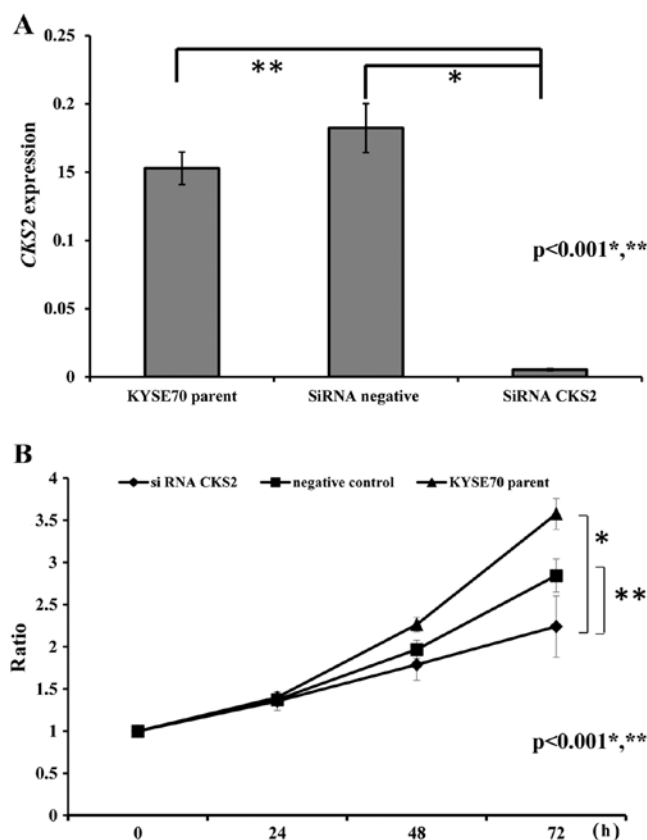 A
0.25
0.2
15
0.1
0.05
0
CKS2 expression
**
*
p<0.001*,**
KYSE70 parent SiRNA negative SiRNA CKS2
B
4
3.5
3
2.5
2
1.5
1
0.5
0
Ratio
si RNA CKS2 negative control KYSE70 parent
*
**
p<0.001*,**
0 24 48 72 (h)